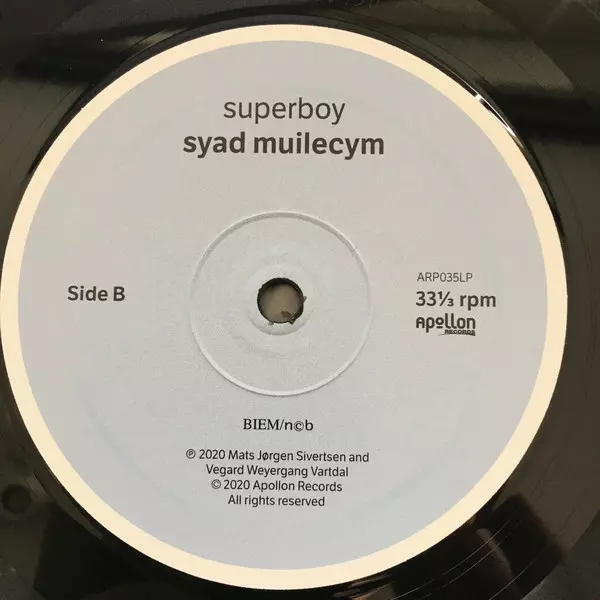 superboy
syad muilecym
Side B
ARP035LP
33⅓ rpm
Apollon
RECORDS
BIEM/n©b
℗ 2020 Mats Jørgen Sivertsen and
Vegard Weyergang Vartdal
© 2020 Apollon Records
All rights reserved